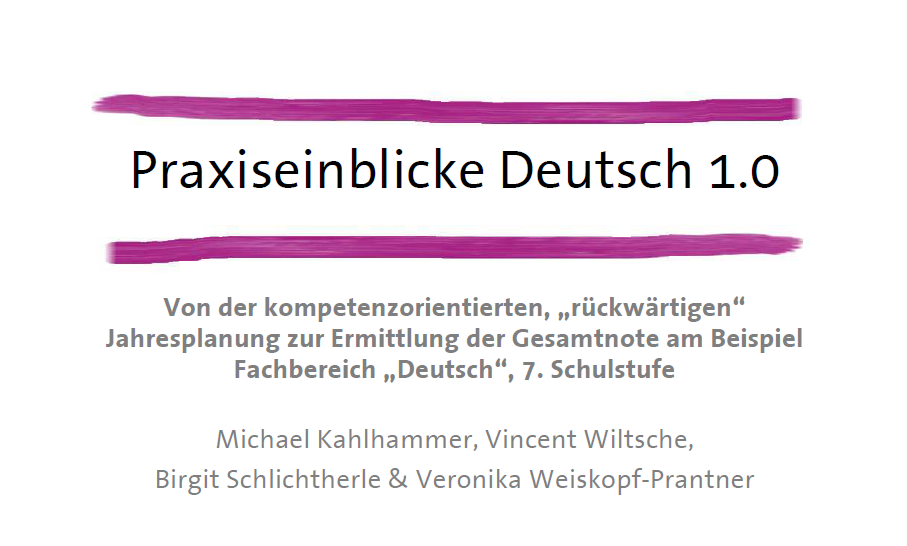 Praxiseinblicke Deutsch 1.0
Von der kompetenzorientierten, „rückwärtigen“
Jahresplanung zur Ermittlung der Gesamtnote am Beispiel
Fachbereich „Deutsch“, 7. Schulstufe
Michael Kahlhammer, Vincent Wiltsche,
Birgit Schlichtherle & Veronika Weiskopf-Prantner